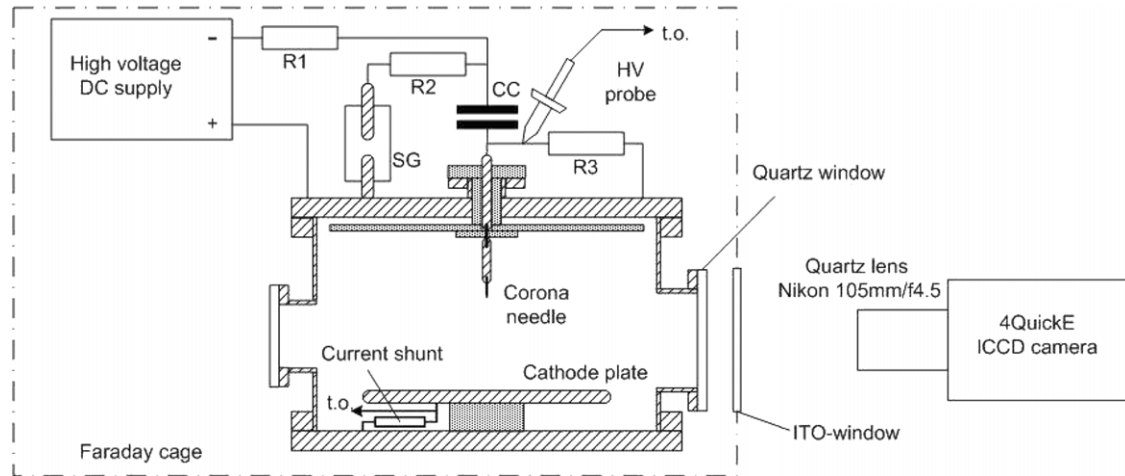 High voltage
DC supply
-
+
R1
R2
SG
CC
t.o.
HV
probe
R3
Quartz window
Corona
needle
Quartz lens
Nikon 105mm/f4.5
4QuickE
ICCD camera
Current shunt
Cathode plate
t.o.
Faraday cage
ITO-window